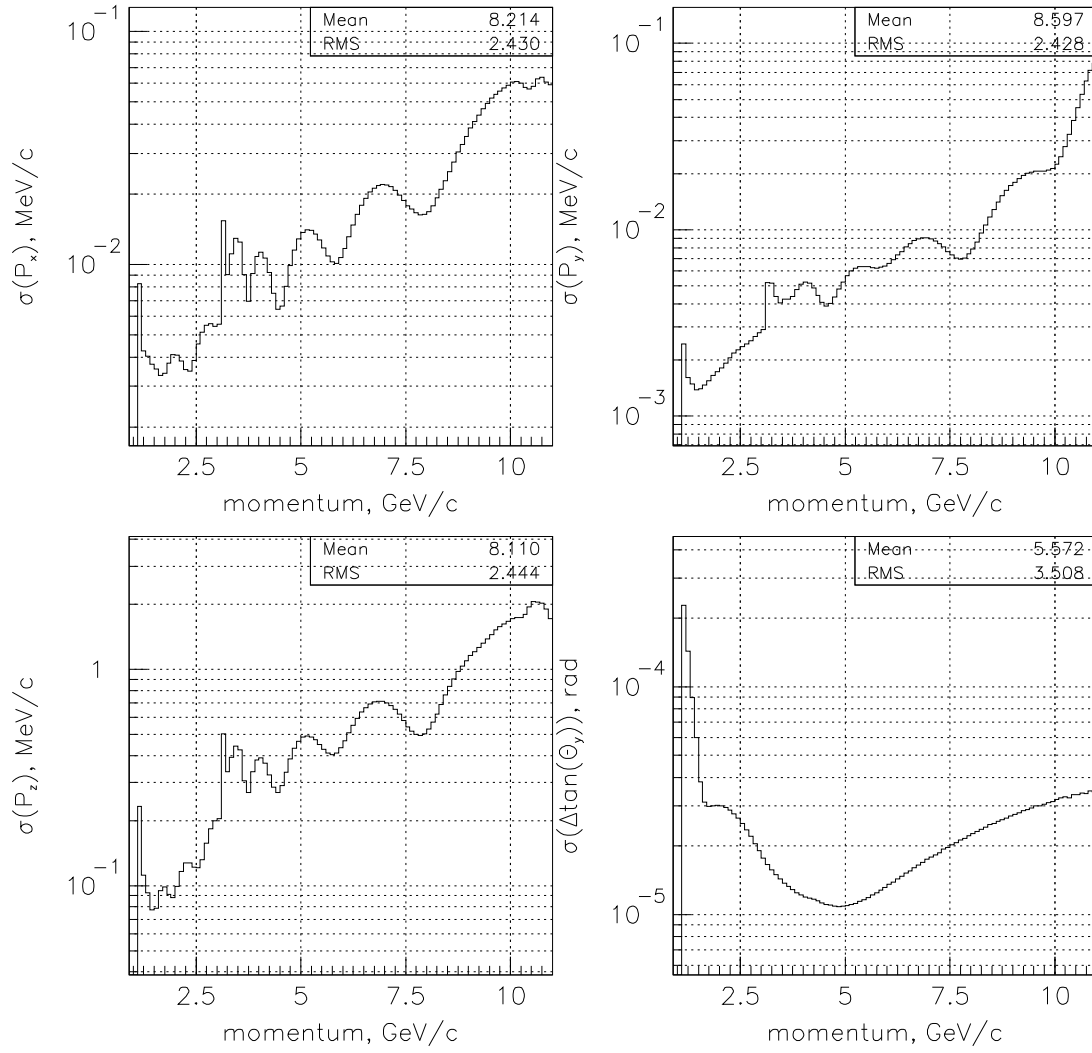 Mean 8.214
RMS 2.430
10^-1
10^-2
σ(P_x), MeV/c
2.5 5 7.5 10
momentum, GeV/c
Mean 8.597
RMS 2.428
10^-1
10^-2
10^-3
σ(P_y), MeV/c
2.5 5 7.5 10
momentum, GeV/c
Mean 8.110
RMS 2.444
1
10^-1
σ(P_z), MeV/c
2.5 5 7.5 10
momentum, GeV/c
Mean 5.572
RMS 3.508
10^-4
10^-5
σ(Δtan(Θ_y)), rad
2.5 5 7.5 10
momentum, GeV/c